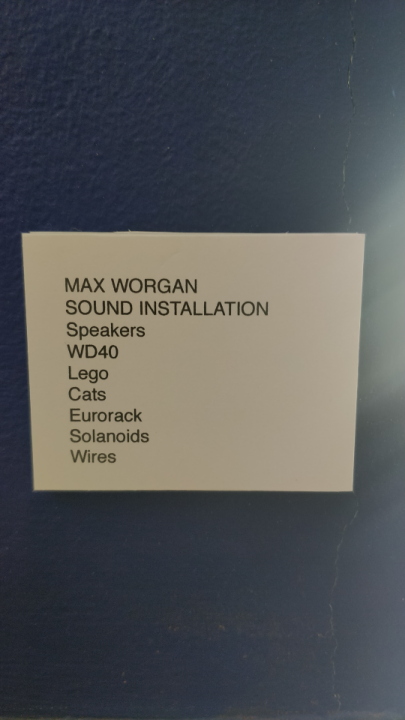 MAX WORGAN
SOUND INSTALLATION
Speakers
WD40
Lego
Cats
Eurorack
Solanoids
Wires